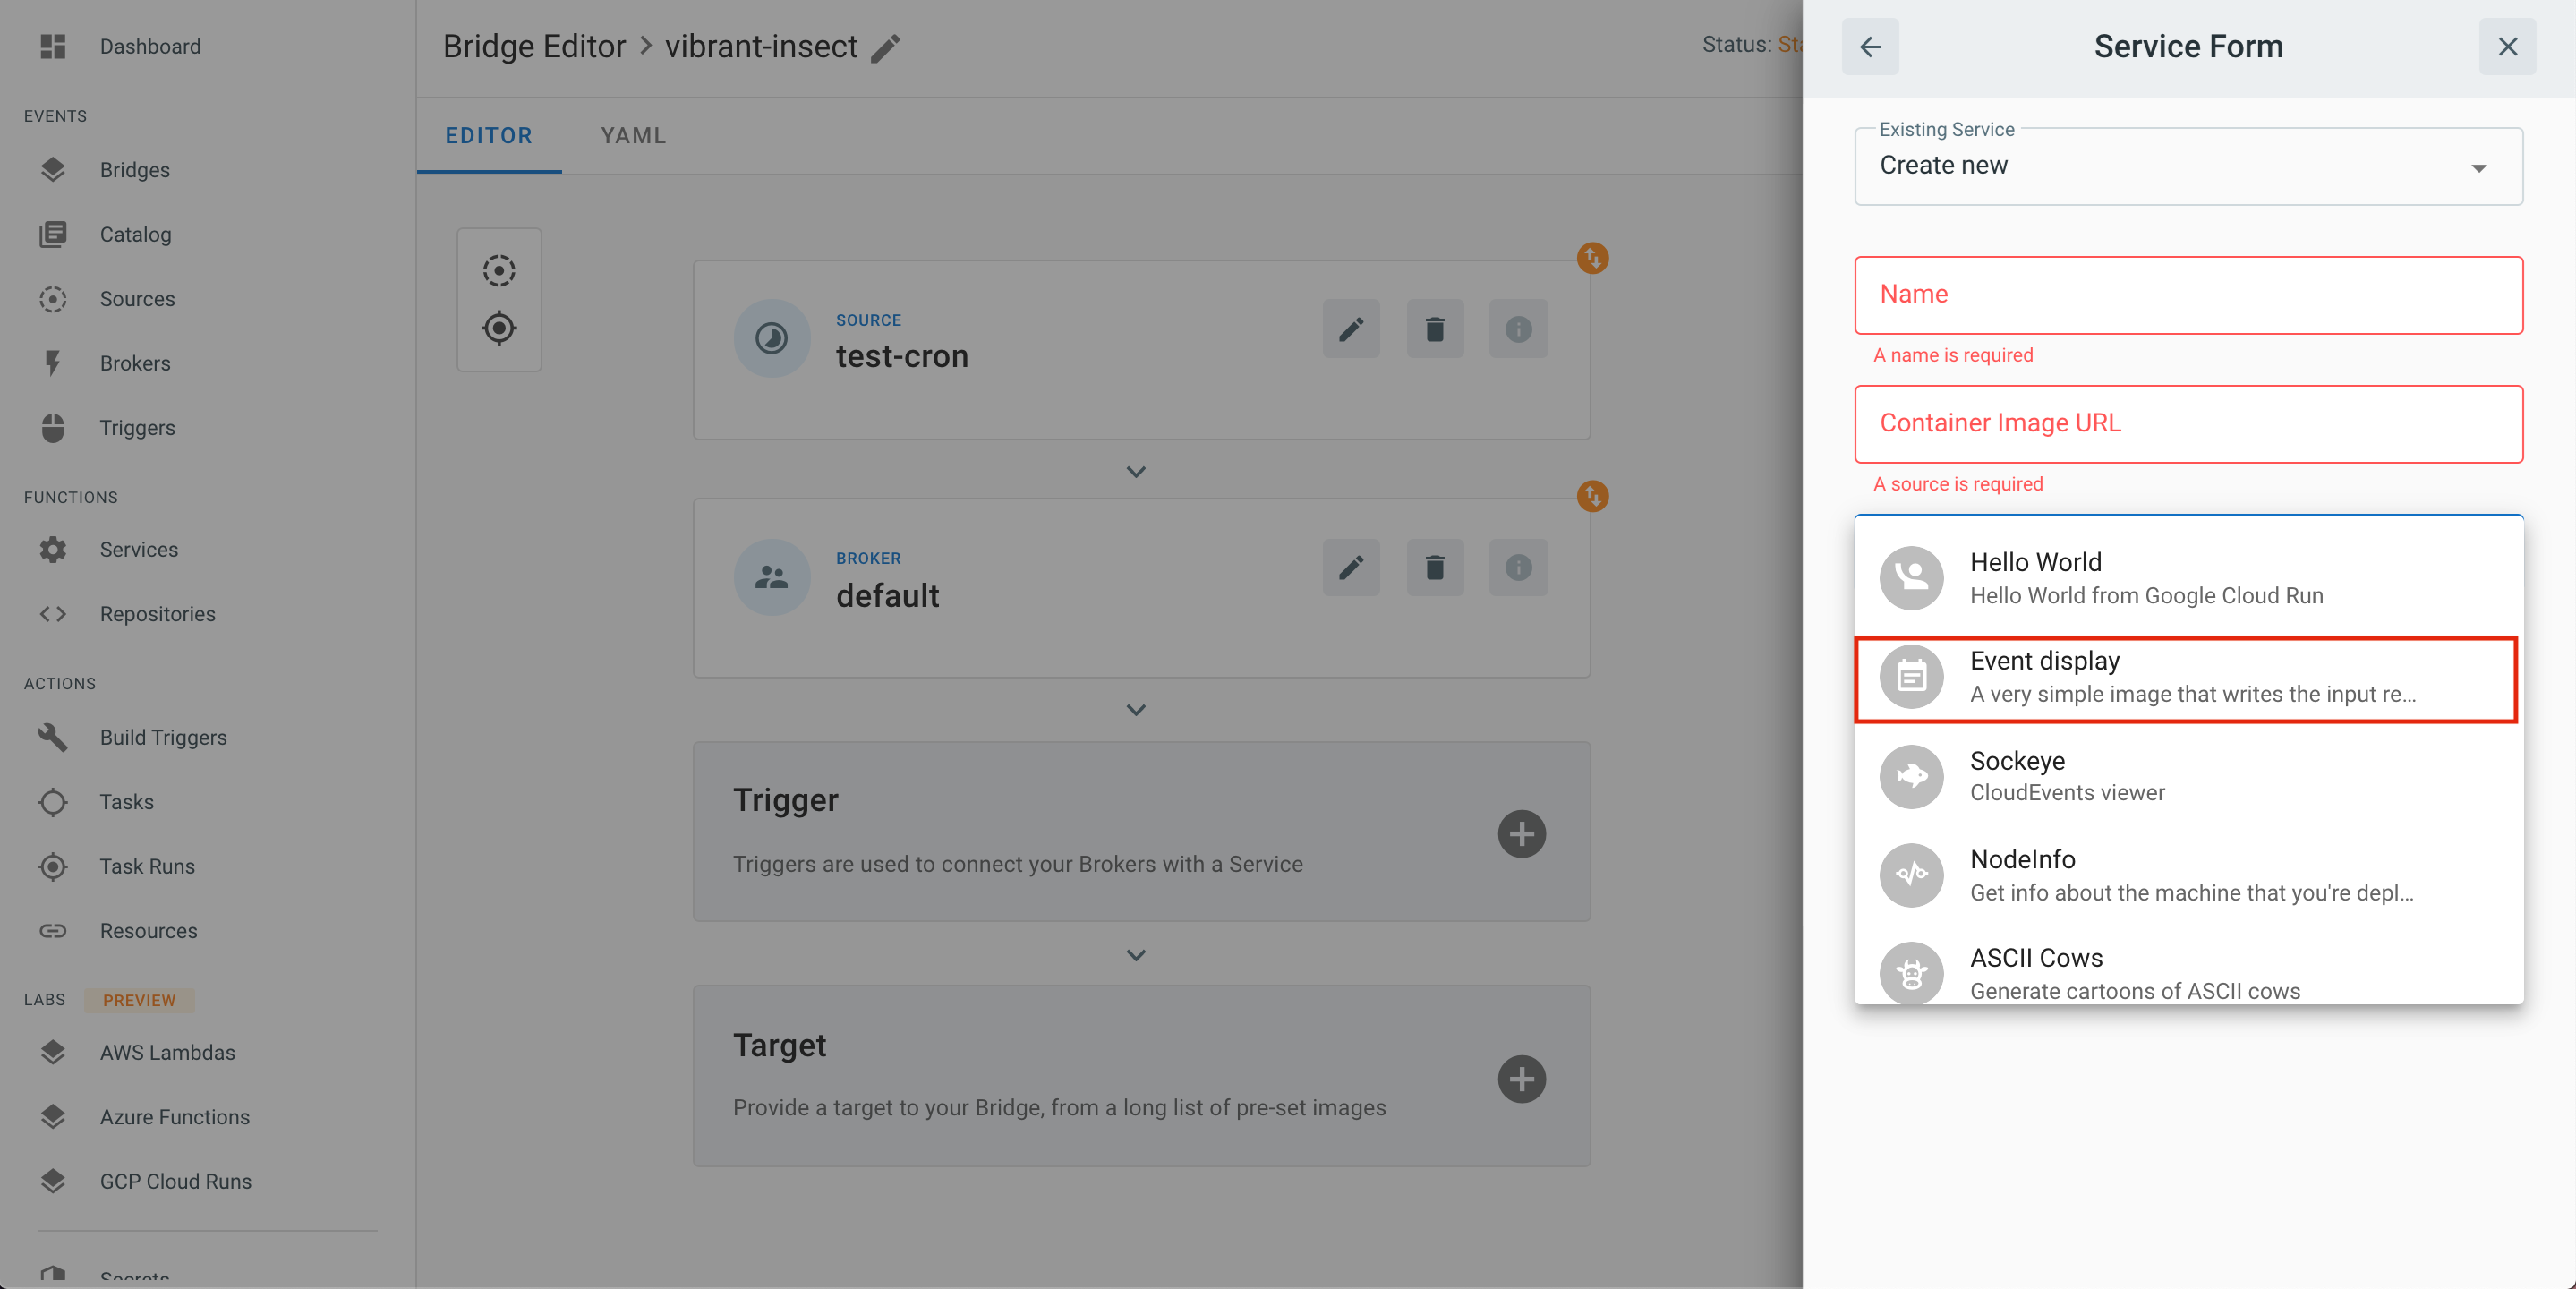 Dashboard
EVENTS
Bridges
Catalog
Sources
Brokers
Triggers
FUNCTIONS
Services
Repositories
ACTIONS
Build Triggers
Tasks
Task Runs
Resources
LABS PREVIEW
AWS Lambdas
Azure Functions
GCP Cloud Runs
Secrets
Bridge Editor > vibrant-insect
Status: Sta
EDITOR YAML
SOURCE
test-cron
BROKER
default
Trigger
Triggers are used to connect your Brokers with a Service
Target
Provide a target to your Bridge, from a long list of pre-set images
Service Form
Existing Service
Create new
Name
A name is required
Container Image URL
A source is required
Hello World
Hello World from Google Cloud Run
Event display
A very simple image that writes the input re...
Sockeye
CloudEvents viewer
NodeInfo
Get info about the machine that you're depl...
ASCII Cows
Generate cartoons of ASCII cows